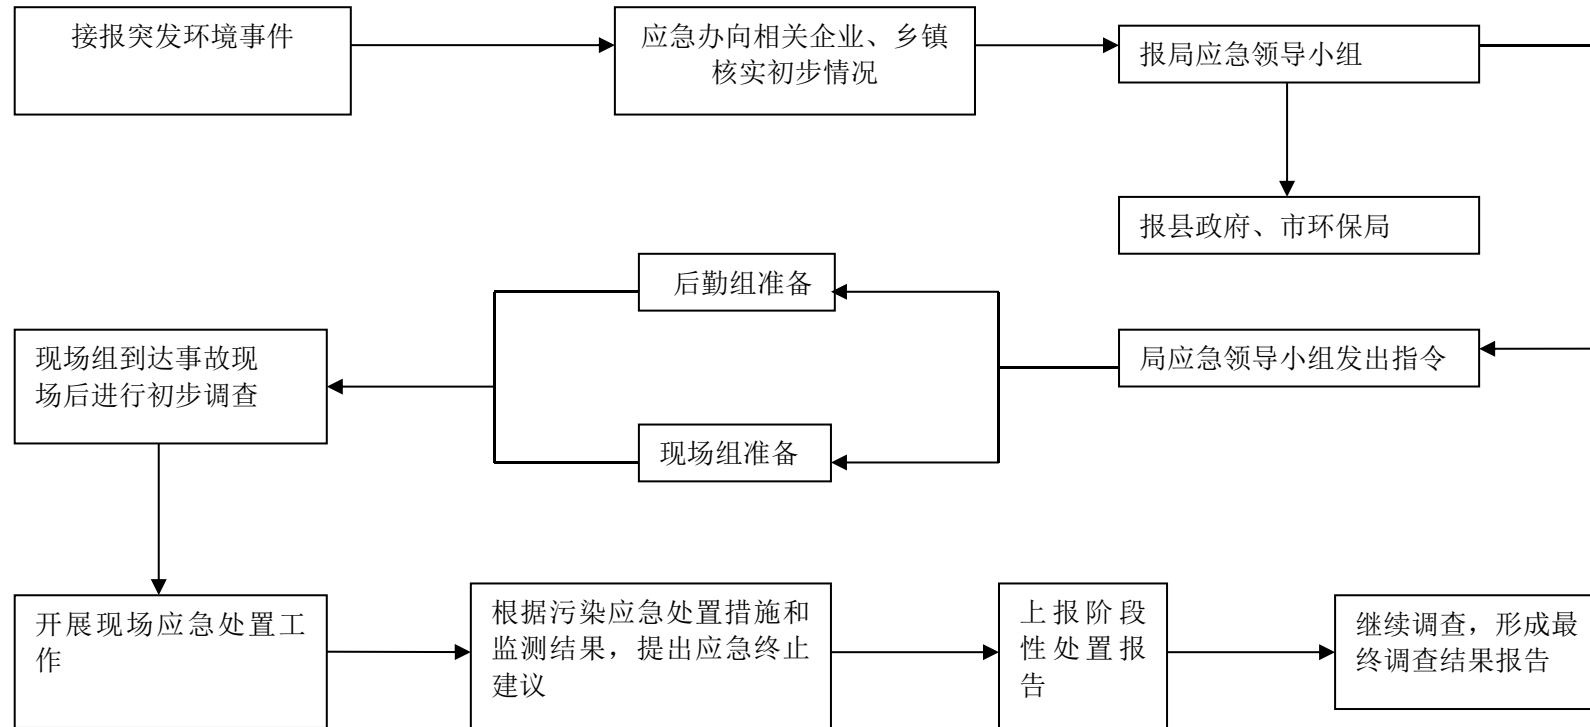 接报突发环境事件
应急办向相关企业、乡镇
核实初步情况
报局应急领导小组
报县政府、市环保局
后勤组准备
局应急领导小组发出指令
现场组到达事故现
场后进行初步调查
现场组准备
开展现场应急处置工
作
根据污染应急处置措施和
监测结果，提出应急终止
建议
上报阶段
性处置报
告
继续调查，形成最
终调查结果报告